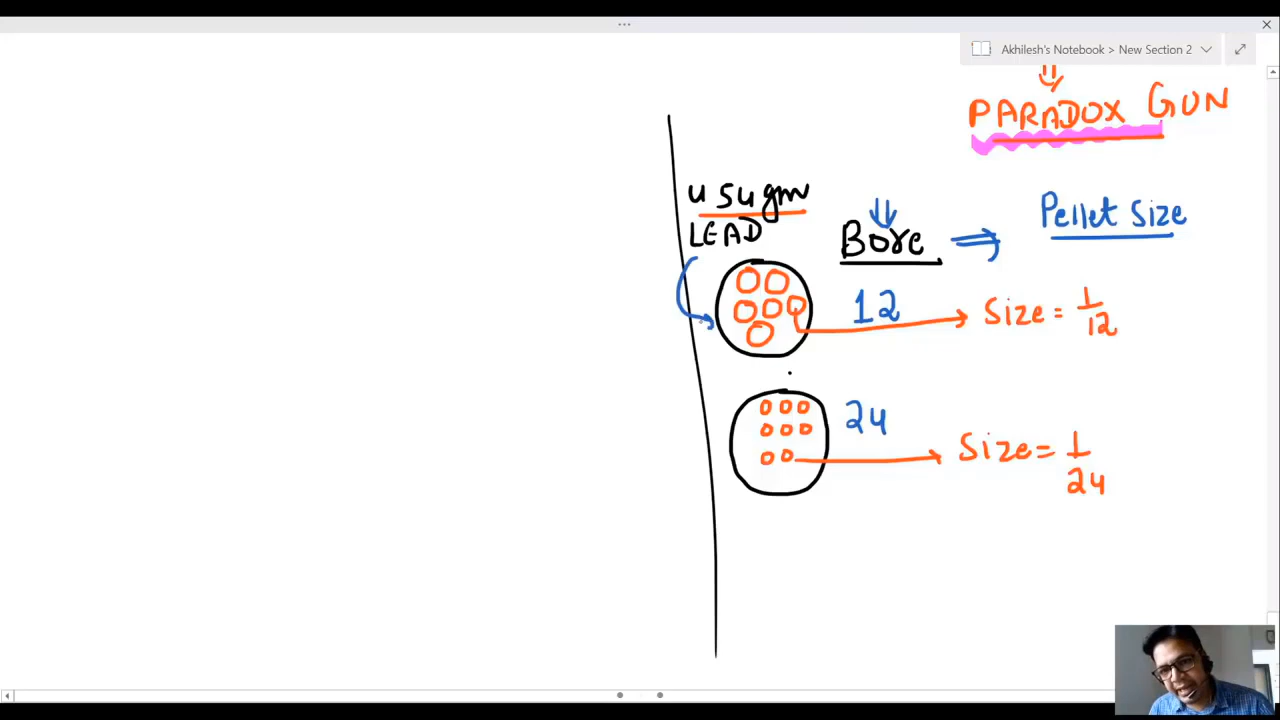 Akhilesh's Notebook > New Section 2
PARADOX GUN
454 gm
LEAD
Bore
Pellet Size
12
Size = 1/12
24
Size = 1/24